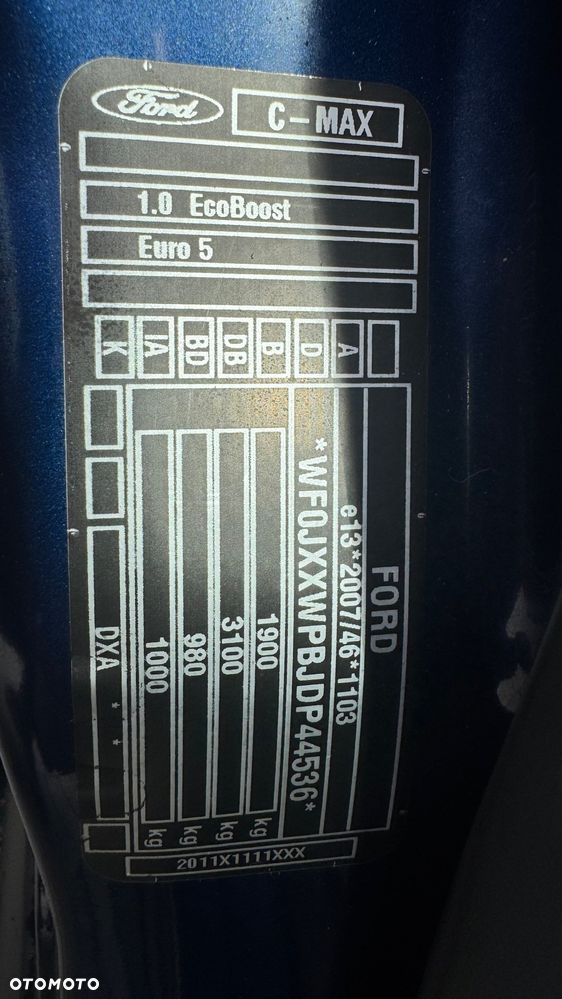 Ford
C-MAX
1.0 EcoBoost
Euro 5
K IA BD DB B D A
FORD
e13*2007/46*1103
*WF0JXXWPBJDP44536*
1900 kg
3100 kg
980 kg
1000 kg
DXA * *
2011X1111XXX
OTOMOTO